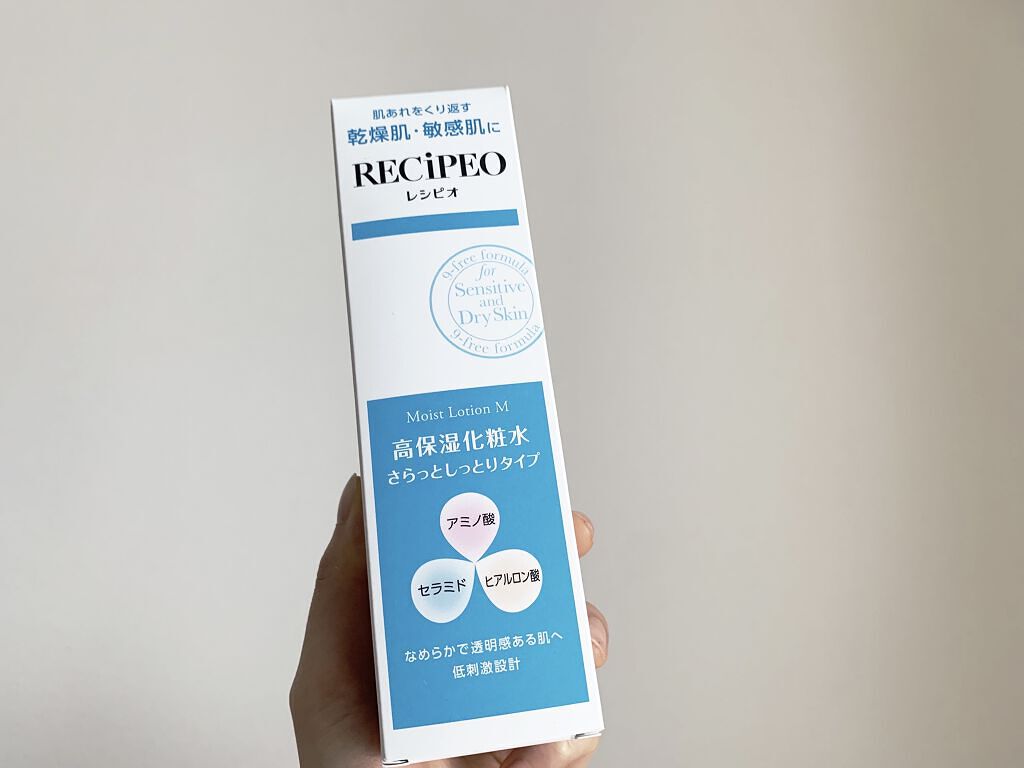 肌あれをくり返す
乾燥肌・敏感肌に
RECiPEO
レシピオ
9-free formula
for
Sensitive
and
Dry Skin
9-free formula
Moist Lotion M
高保湿化粧水
さらっとしっとりタイプ
アミノ酸
セラミド
ヒアルロン酸
なめらかで透明感ある肌へ
低刺激設計